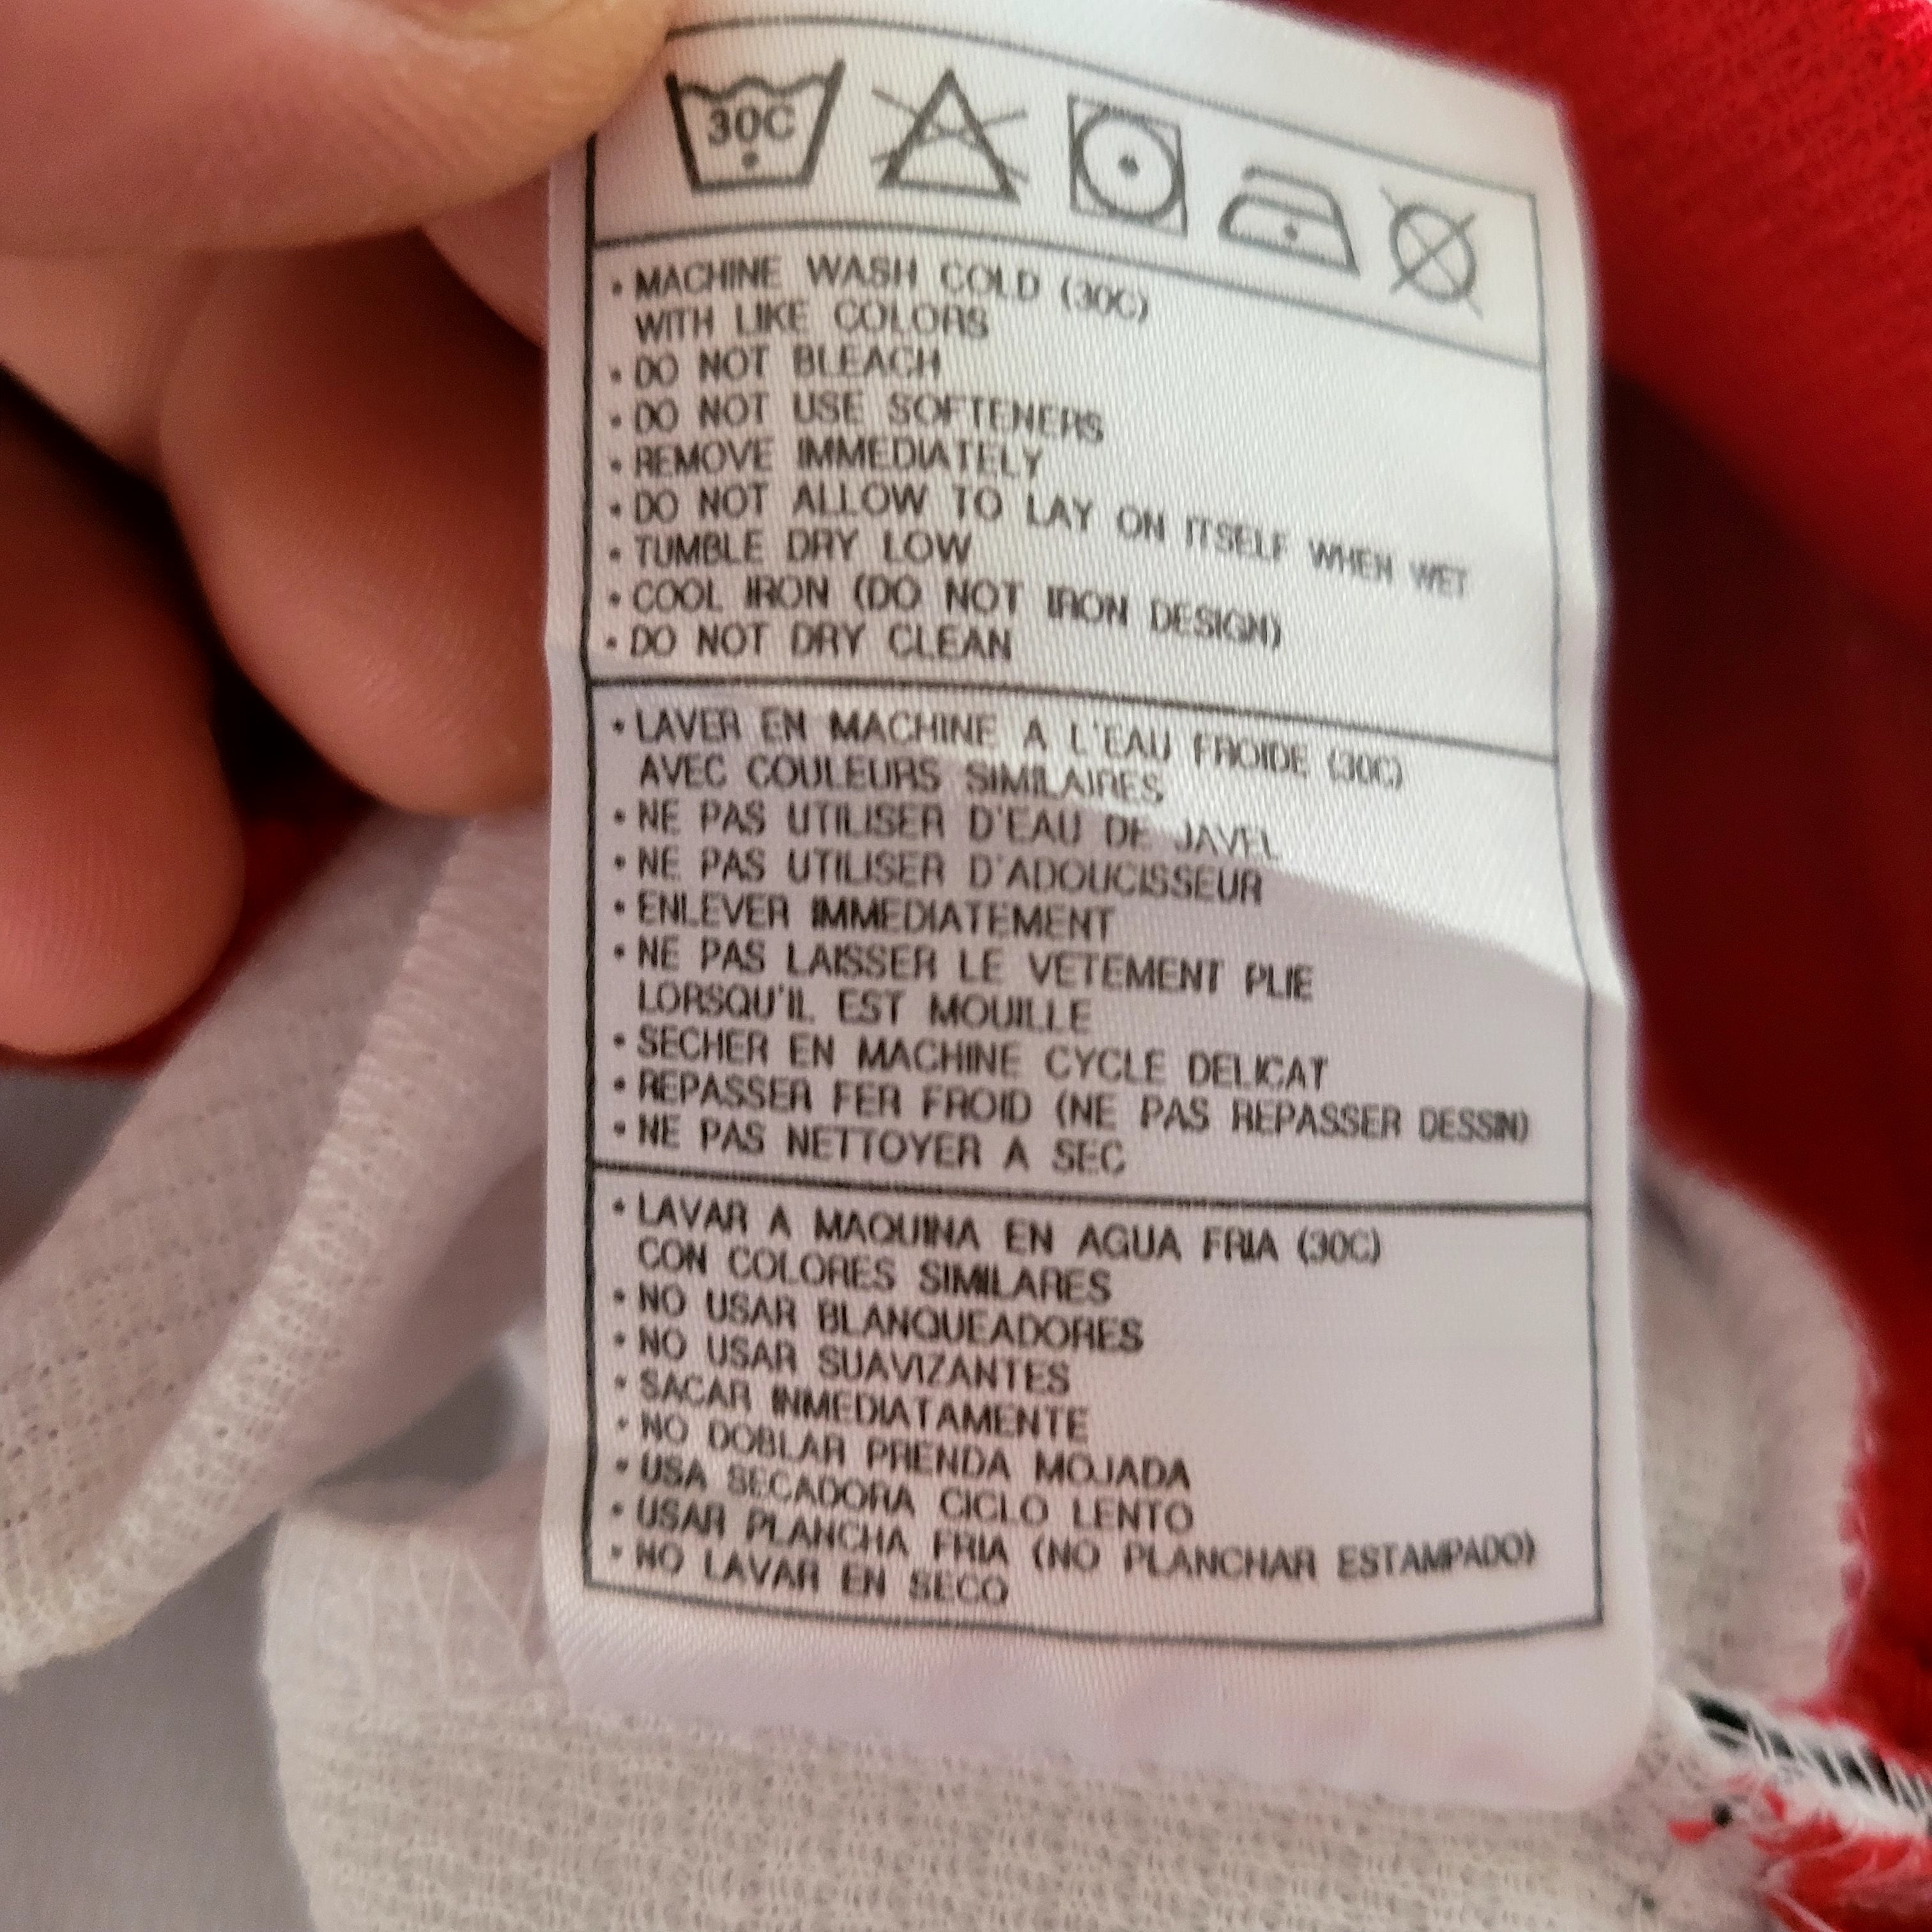 30C
• MACHINE WASH COLD (30C)
WITH LIKE COLORS
• DO NOT BLEACH
• DO NOT USE SOFTENERS
• REMOVE IMMEDIATELY
• DO NOT ALLOW TO LAY ON ITSELF WHEN WET
• TUMBLE DRY LOW
• COOL IRON (DO NOT IRON DESIGN)
• DO NOT DRY CLEAN
• LAVER EN MACHINE A L'EAU FROIDE (30C)
AVEC COULEURS SIMILAIRES
• NE PAS UTILISER D'EAU DE JAVEL
• NE PAS UTILISER D'ADOUCISSEUR
• ENLEVER IMMEDIATEMENT
• NE PAS LAISSER LE VETEMENT PLIE
LORSQU'IL EST MOUILLE
• SECHER EN MACHINE CYCLE DELICAT
• REPASSER FER FROID (NE PAS REPASSER DESSIN)
• NE PAS NETTOYER A SEC
• LAVAR A MAQUINA EN AGUA FRIA (30C)
CON COLORES SIMILARES
• NO USAR BLANQUEADORES
• NO USAR SUAVIZANTES
• SACAR INMEDIATAMENTE
• NO DOBLAR PRENDA MOJADA
• USA SECADORA CICLO LENTO
• USAR PLANCHA FRIA (NO PLANCHAR ESTAMPADO)
• NO LAVAR EN SECO